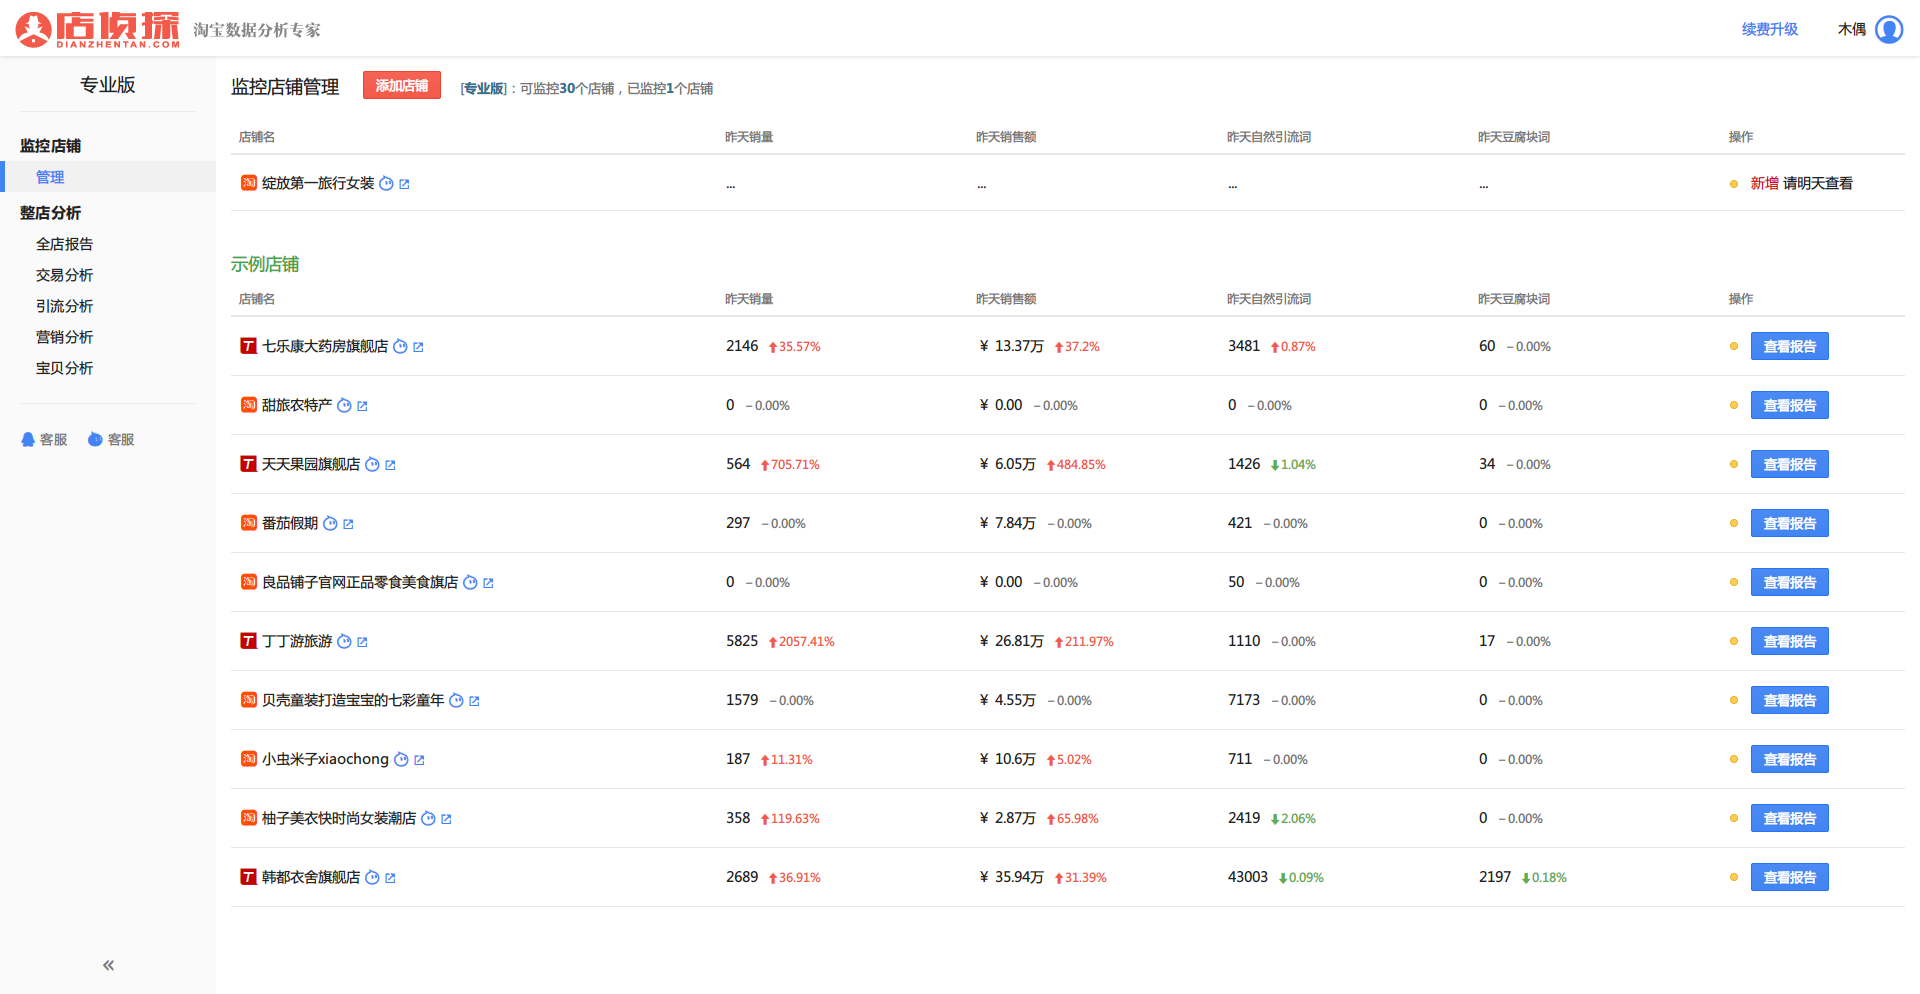 店侦探 淘宝数据分析专家 续费升级 木偶
DIANZHENTAN.COM
专业版
监控店铺
管理
整店分析
全店报告
交易分析
引流分析
营销分析
宝贝分析
客服 客服
«
监控店铺管理 添加店铺 [专业版]：可监控30个店铺，已监控1个店铺
店铺名 昨天销量 昨天销售额 昨天自然引流词 昨天豆腐块词 操作
淘 绽放第一旅行女装 ... ... ... ... 新增 请明天查看
示例店铺
店铺名 昨天销量 昨天销售额 昨天自然引流词 昨天豆腐块词 操作
T 七乐康大药房旗舰店 2146 35.57% ¥ 13.37万 37.2% 3481 0.87% 60 –0.00% 查看报告
淘 甜旅农特产 0 –0.00% ¥ 0.00 –0.00% 0 –0.00% 0 –0.00% 查看报告
T 天天果园旗舰店 564 705.71% ¥ 6.05万 484.85% 1426 1.04% 34 –0.00% 查看报告
淘 番茄假期 297 –0.00% ¥ 7.84万 –0.00% 421 –0.00% 0 –0.00% 查看报告
淘 良品铺子官网正品零食美食旗店 0 –0.00% ¥ 0.00 –0.00% 50 –0.00% 0 –0.00% 查看报告
T 丁丁游旅游 5825 2057.41% ¥ 26.81万 211.97% 1110 –0.00% 17 –0.00% 查看报告
淘 贝壳童装打造宝宝的七彩童年 1579 –0.00% ¥ 4.55万 –0.00% 7173 –0.00% 0 –0.00% 查看报告
淘 小虫米子xiaochong 187 11.31% ¥ 10.6万 5.02% 711 –0.00% 0 –0.00% 查看报告
淘 柚子美衣快时尚女装潮店 358 119.63% ¥ 2.87万 65.98% 2419 2.06% 0 –0.00% 查看报告
T 韩都衣舍旗舰店 2689 36.91% ¥ 35.94万 31.39% 43003 0.09% 2197 0.18% 查看报告